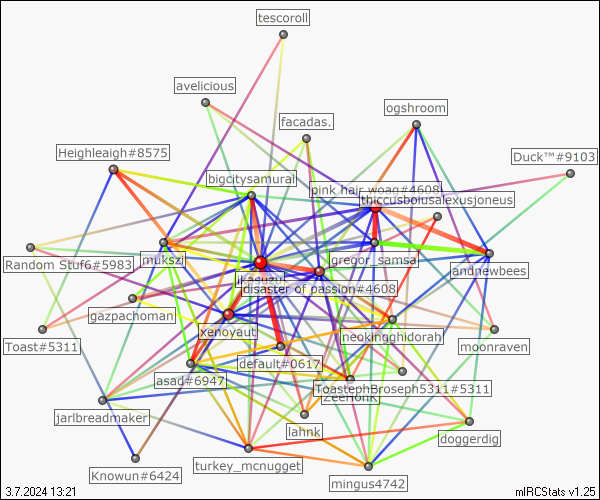 tescoroll
avelicious
ogshroom
facadas.
Heighleaigh#8575
Duck™#9103
bigcitysamurai
pink hair woag#4608
thiccusboiusalexusjoneus
mukszi
gregor_samsa
Random Stuf6#5983
andnewbees
jkasuzu
disaster of passion#4608
gazpachoman
xenoyaut
neokingghidorah
Toast#5311
moonraven
default#0617
asad#6947
ToastephBroseph5311#5311
ZeeHonk
jarlbreadmaker
lahnk
doggerdig
turkey_mcnugget
Knowun#6424
mingus4742
3.7.2024 13:21
mIRCStats v1.25